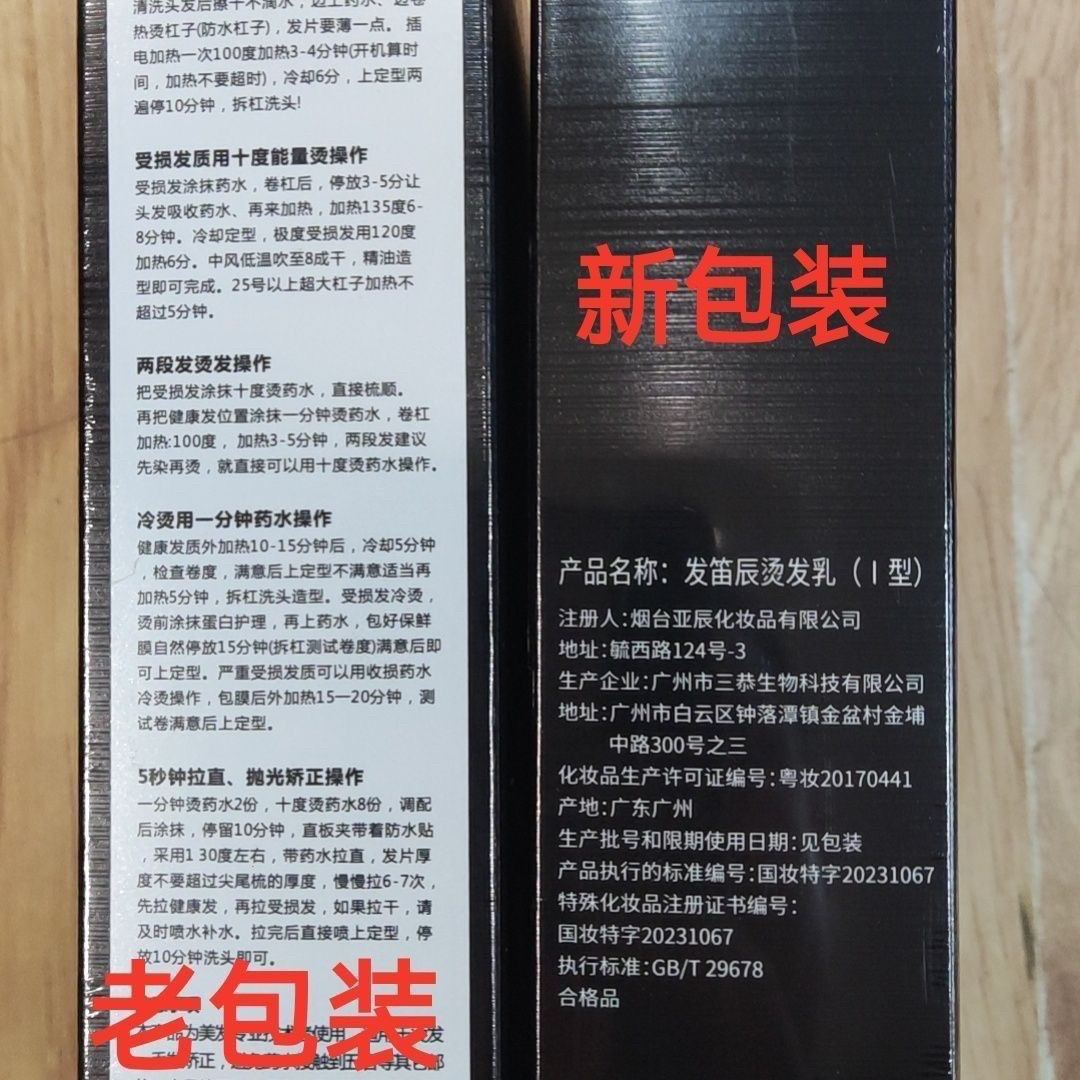 清洗头发后擦干不滴水，边上药水、边卷
热烫杠子(防水杠子)，发片要薄一点。插
电加热一次100度加热3-4分钟(开机算时
间，加热不要超时)，冷却6分，上定型两
遍停10分钟，拆杠洗头!
受损发质用十度能量烫操作
受损发涂抹药水，卷杠后，停放3-5分让
头发吸收药水、再来加热，加热135度6-
8分钟。冷却定型，极度受损发用120度
加热6分。中风低温吹至8成干，精油造
型即可完成。25号以上超大杠子加热不
超过5分钟。
两段发烫发操作
把受损发涂抹十度烫药水，直接梳顺。
再把健康发位置涂抹一分钟烫药水，卷杠
加热:100度，加热3-5分钟，两段发建议
先染再烫，就直接可以用十度烫药水操作。
冷烫用一分钟药水操作
健康发质外加热10-15分钟后，冷却5分钟
，检查卷度，满意后上定型不满意适当再
加热5分钟，拆杠洗头造型。受损发冷烫，
烫前涂抹蛋白护理，再上药水，包好保鲜
膜自然停放15分钟(拆杠测试卷度)满意后即
可上定型。严重受损发质可以用收损药水
冷烫操作，包膜后外加热15一20分钟，测
试卷满意后上定型。
5秒钟拉直、抛光矫正操作
一分钟烫药水2份，十度烫药水8份，调配
后涂抹，停留10分钟，直板夹带着防水贴
，采用1 30度左右，带药水拉直，发片厚
度不要超过尖尾梳的厚度，慢慢拉6-7次，
先拉健康发，再拉受损发，如果拉干，请
及时喷水补水。拉完后直接喷上定型，停
放10分钟洗头即可。
老包装
新包装
产品名称：发笛辰烫发乳（Ⅰ型）
注册人:烟台亚辰化妆品有限公司
地址:毓西路124号-3
生产企业:广州市三恭生物科技有限公司
地址:广州市白云区钟落潭镇金盆村金埔
中路300号之三
化妆品生产许可证编号:粤妆20170441
产地:广东广州
生产批号和限期使用日期:见包装
产品执行的标准编号:国妆特字20231067
特殊化妆品注册证书编号:
国妆特字20231067
执行标准:GB/T 29678
合格品